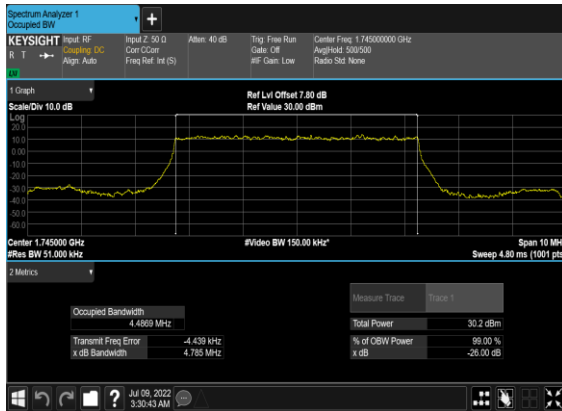 Spectrum Analyzer 1
Occupied BW
+
KEYSIGHT
R T
Input: RF
Coupling: DC
Align: Auto
Input Z: 50 Ω
Corr CCorr
Freq Ref: Int (S)
Atten: 40 dB
Trig: Free Run
Gate: Off
#IF Gain: Low
Center Freq: 1.745000000 GHz
Avg|Hold: 500/500
Radio Std: None
1 Graph
Scale/Div 10.0 dB
Ref Lvl Offset 7.80 dB
Ref Value 30.00 dBm
Log
20.0
10.0
0.00
-10.0
-20.0
-30.0
-40.0
-50.0
-60.0
Center 1.745000 GHz
#Res BW 51.000 kHz
#Video BW 150.00 kHz*
Span 10 MH
Sweep 4.80 ms (1001 pts
2 Metrics
Measure Trace Trace 1
Occupied Bandwidth
4.4869 MHz
Total Power 30.2 dBm
Transmit Freq Error -4.439 kHz
% of OBW Power 99.00 %
x dB Bandwidth 4.785 MHz
x dB -26.00 dB
?
Jul 09, 2022
3:30:43 AM